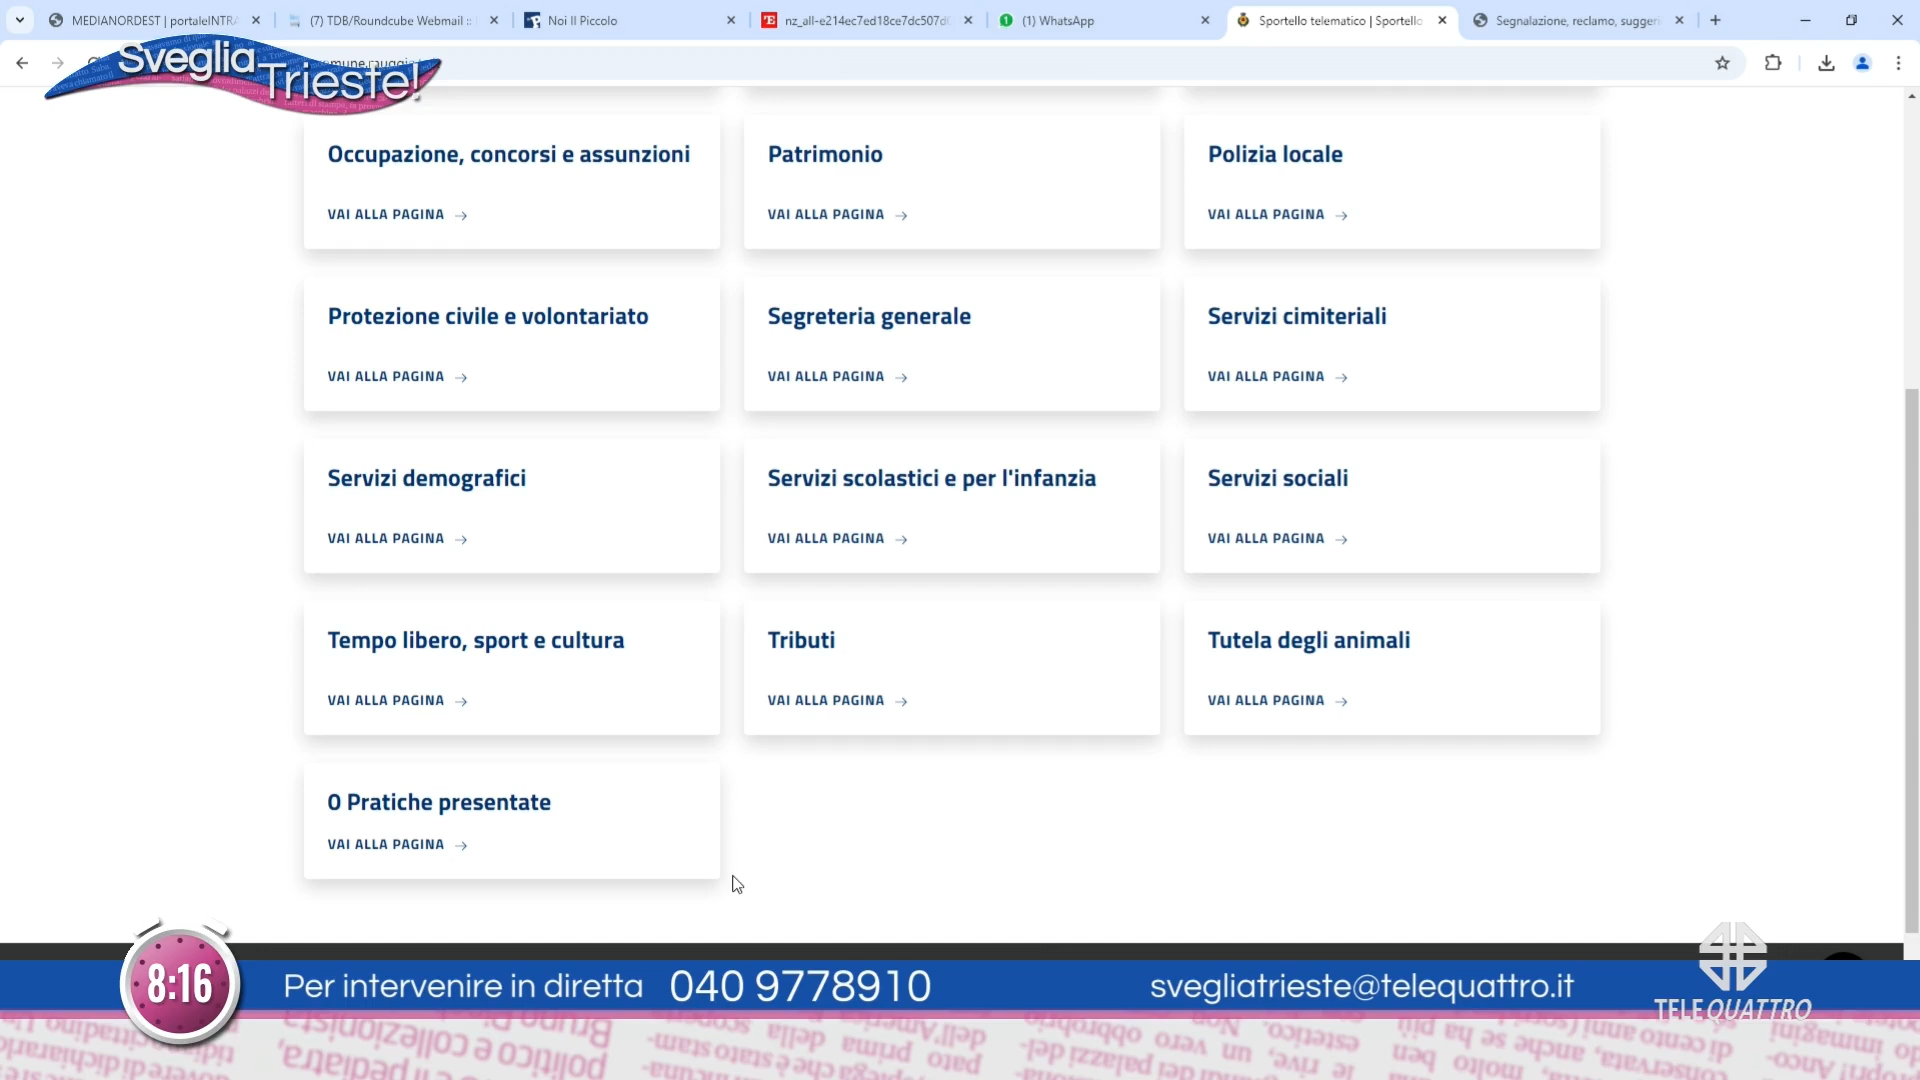 MEDIANORDEST | portaleINTRA
(7) TDB/Roundcube Webmail ::
Noi Il Piccolo
nz_all-e214ec7ed18ce7dc507d
(1) WhatsApp
Sportello telematico | Sportello
Segnalazione, reclamo, suggeri
Sveglia
Trieste!
Occupazione, concorsi e assunzioni
Patrimonio
Polizia locale
VAI ALLA PAGINA →
VAI ALLA PAGINA →
VAI ALLA PAGINA →
Protezione civile e volontariato
Segreteria generale
Servizi cimiteriali
VAI ALLA PAGINA →
VAI ALLA PAGINA →
VAI ALLA PAGINA →
Servizi demografici
Servizi scolastici e per l'infanzia
Servizi sociali
VAI ALLA PAGINA →
VAI ALLA PAGINA →
VAI ALLA PAGINA →
Tempo libero, sport e cultura
Tributi
Tutela degli animali
VAI ALLA PAGINA →
VAI ALLA PAGINA →
VAI ALLA PAGINA →
0 Pratiche presentate
VAI ALLA PAGINA →
8:16
Per intervenire in diretta 040 9778910
svegliatrieste@telequattro.it
TELEQUATTRO